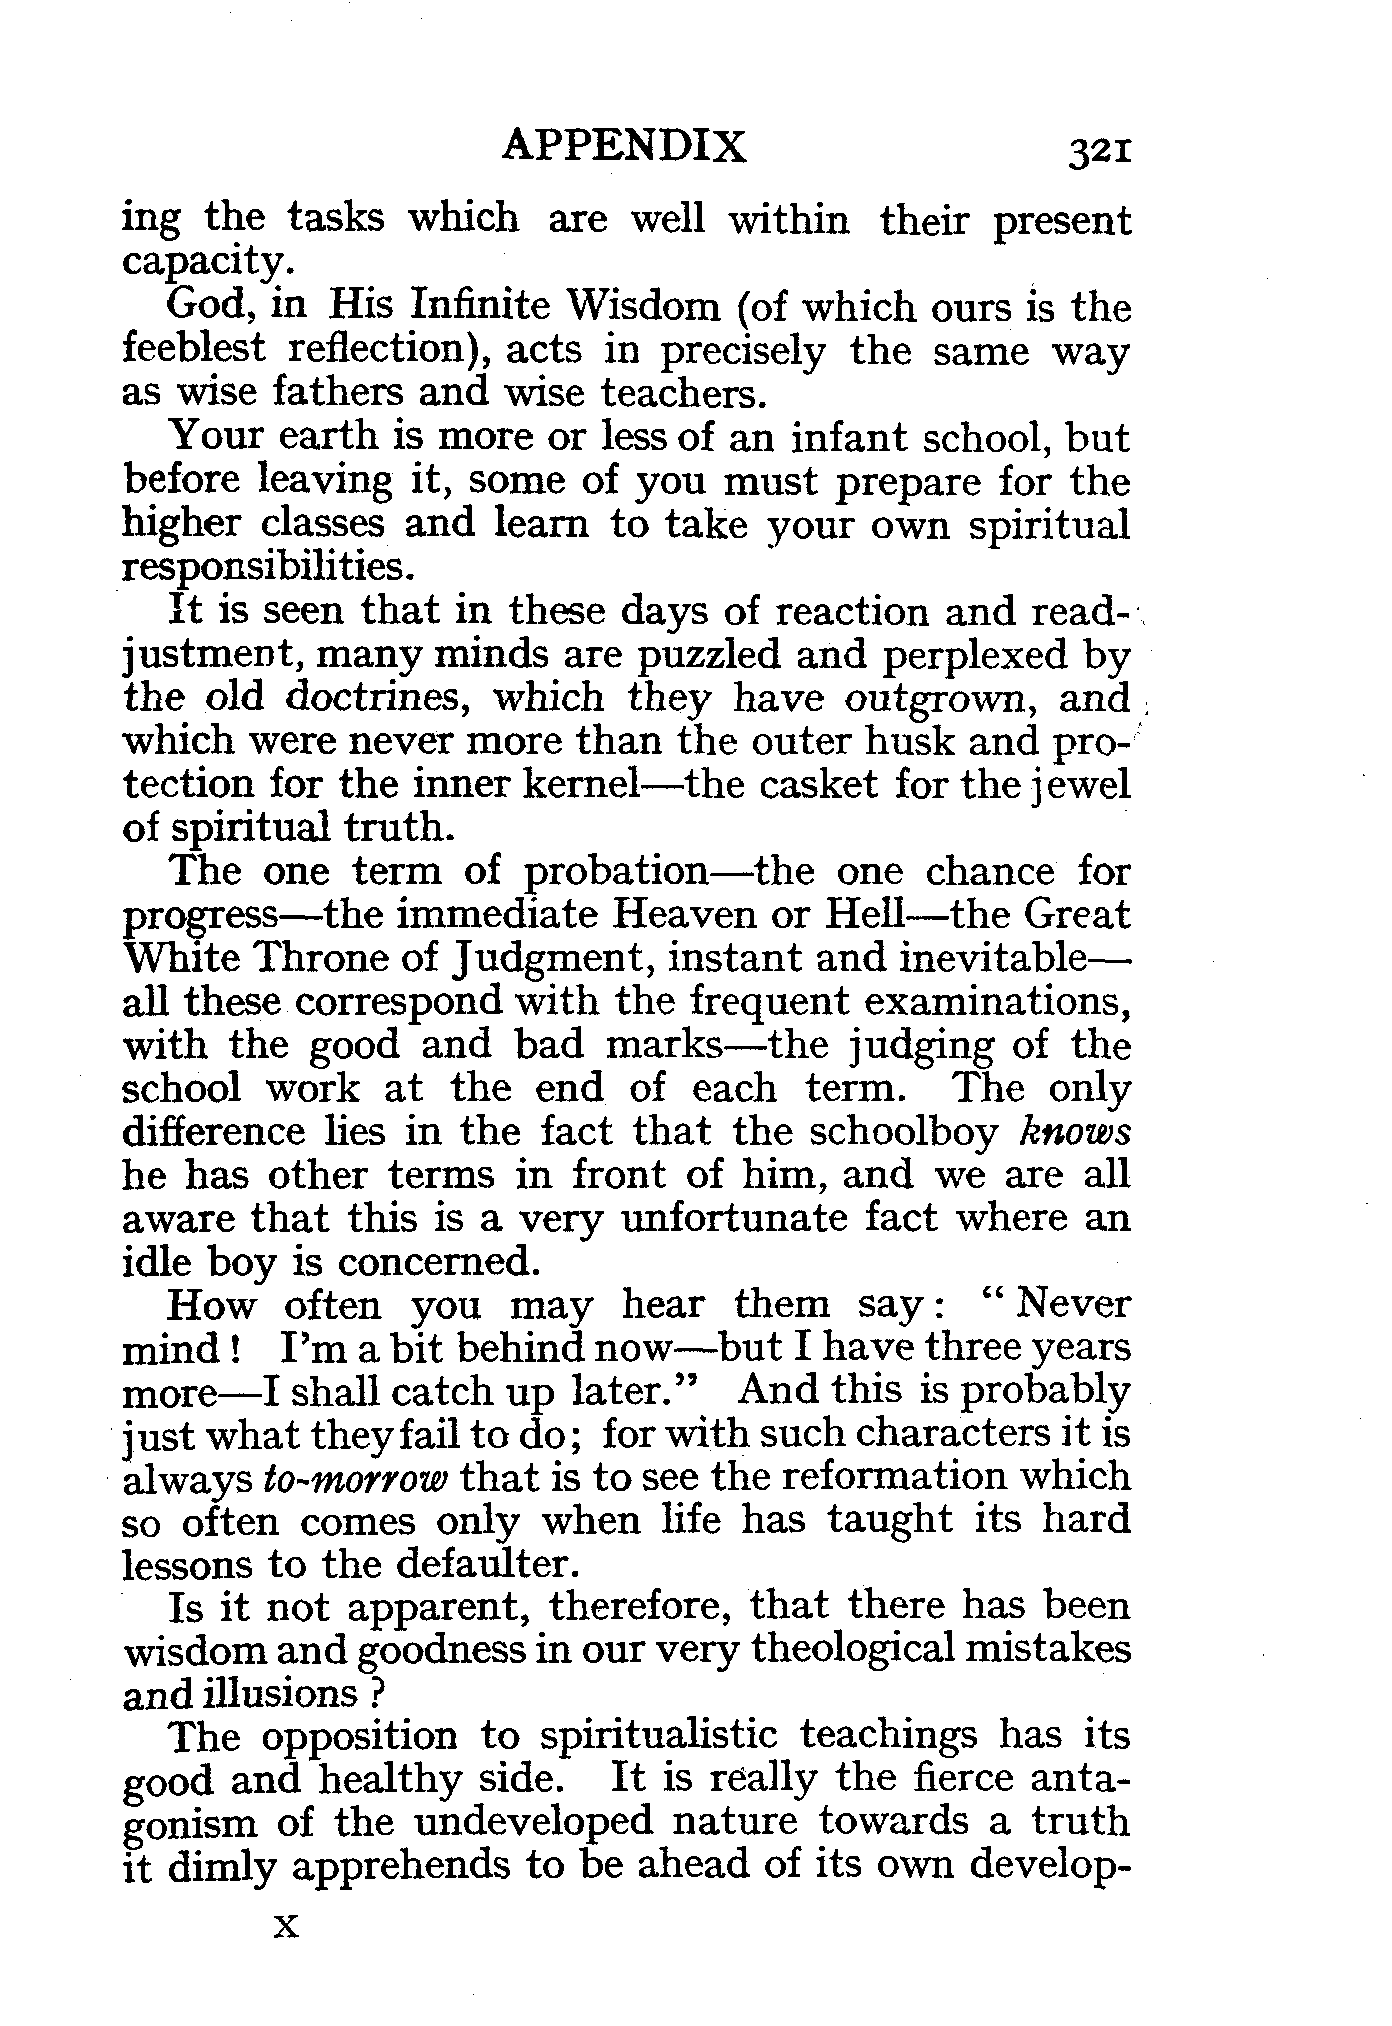 APPENDIX 321
ing the tasks which are well within their present
capacity.
God, in His Infinite Wisdom (of which ours is the
feeblest reflection), acts in precisely the same way
as wise fathers and wise teachers.
Your earth is more or less of an infant school, but
before leaving it, some of you must prepare for the
higher classes and learn to take your own spiritual
responsibilities.
It is seen that in these days of reaction and read-
justment, many minds are puzzled and perplexed by
the old doctrines, which they have outgrown, and
which were never more than the outer husk and pro-
tection for the inner kernel—the casket for the jewel
of spiritual truth.
The one term of probation—the one chance for
progress—the immediate Heaven or Hell—the Great
White Throne of Judgment, instant and inevitable—
all these correspond with the frequent examinations,
with the good and bad marks—the judging of the
school work at the end of each term. The only
difference lies in the fact that the schoolboy knows
he has other terms in front of him, and we are all
aware that this is a very unfortunate fact where an
idle boy is concerned.
How often you may hear them say: “ Never
mind ! I’m a bit behind now—but I have three years
more—I shall catch up later.” And this is probably
just what they fail to do; for with such characters it is
always to-morrow that is to see the reformation which
so often comes only when life has taught its hard
lessons to the defaulter.
Is it not apparent, therefore, that there has been
wisdom and goodness in our very theological mistakes
and illusions ?
The opposition to spiritualistic teachings has its
good and healthy side. It is really the fierce anta-
gonism of the undeveloped nature towards a truth
it dimly apprehends to be ahead of its own develop-
X